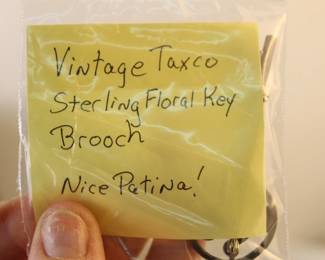 Vintage Taxco
Sterling Floral Key
Brooch
Nice Patina!